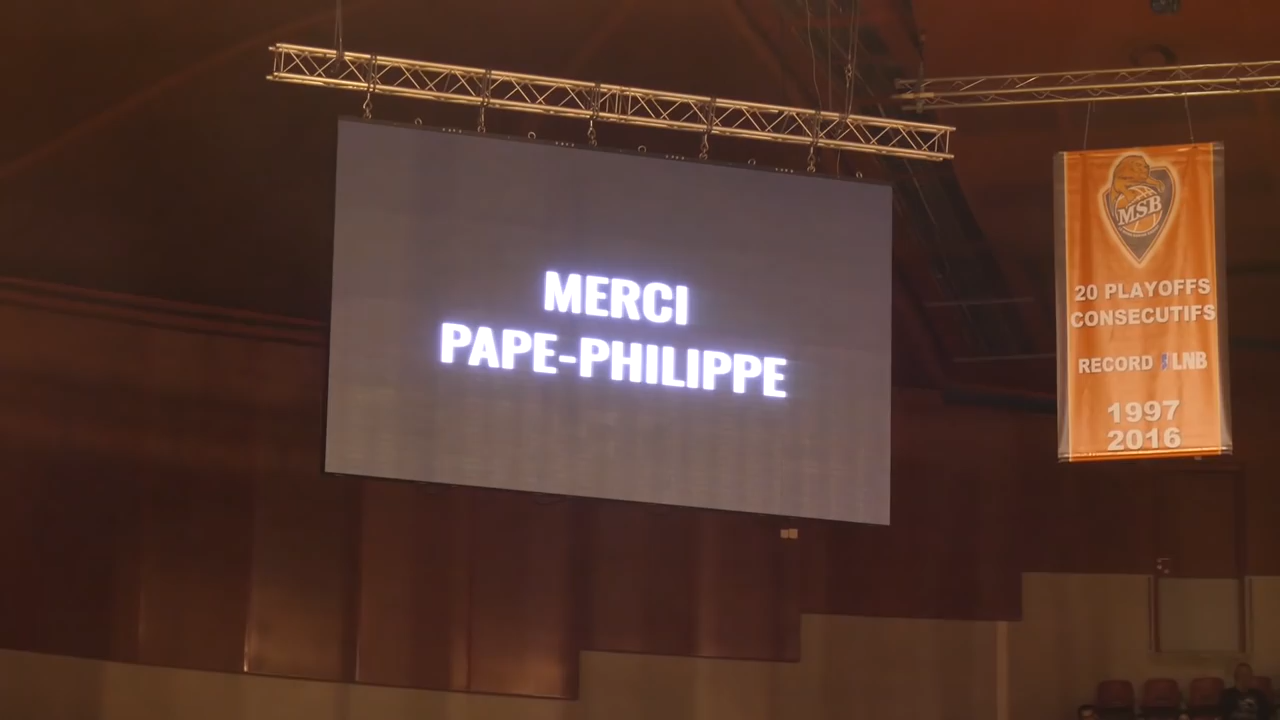 MERCI
PAPE-PHILIPPE
MSB
20 PLAYOFFS
CONSECUTIFS
RECORD LNB
1997
2016